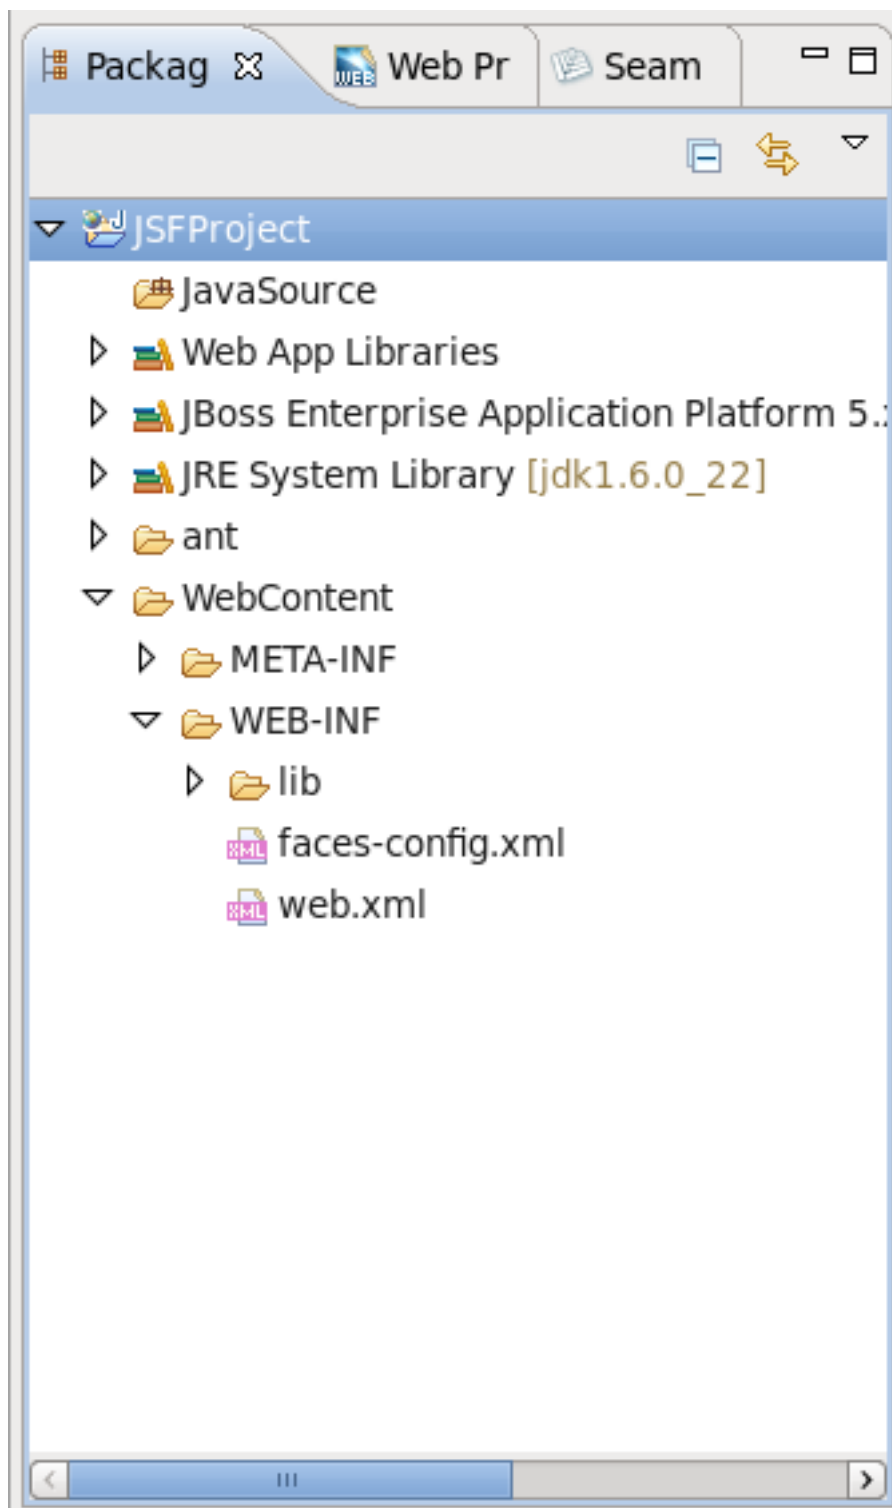 Packag Web Pr Seam
JSFProject
JavaSource
Web App Libraries
JBoss Enterprise Application Platform 5.
JRE System Library [jdk1.6.0_22]
ant
WebContent
META-INF
WEB-INF
lib
faces-config.xml
web.xml